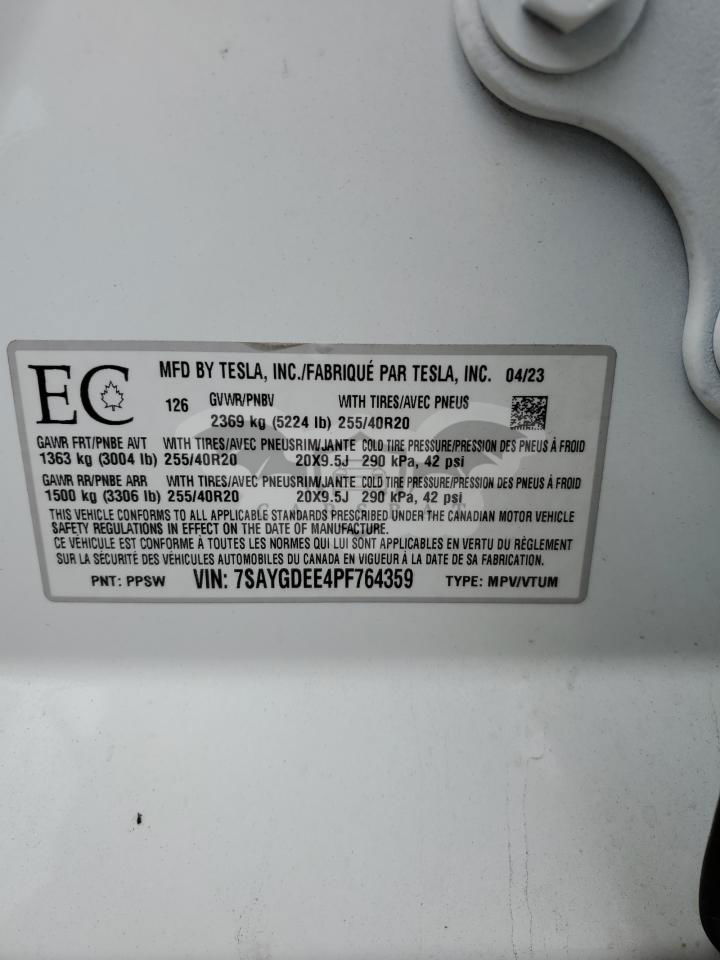 EC
MFD BY TESLA, INC./FABRIQUÉ PAR TESLA, INC. 04/23
126 GVWR/PNBV WITH TIRES/AVEC PNEUS
2369 kg (5224 lb) 255/40R20
GAWR FRT/PNBE AVT WITH TIRES/AVEC PNEUS RIM/JANTE COLD TIRE PRESSURE/PRESSION DES PNEUS À FROID
1363 kg (3004 lb) 255/40R20 20X9.5J 290 kPa, 42 psi
GAWR RR/PNBE ARR WITH TIRES/AVEC PNEUS RIM/JANTE COLD TIRE PRESSURE/PRESSION DES PNEUS À FROID
1500 kg (3306 lb) 255/40R20 20X9.5J 290 kPa, 42 psi
THIS VEHICLE CONFORMS TO ALL APPLICABLE STANDARDS PRESCRIBED UNDER THE CANADIAN MOTOR VEHICLE
SAFETY REGULATIONS IN EFFECT ON THE DATE OF MANUFACTURE.
CE VÉHICULE EST CONFORME À TOUTES LES NORMES QUI LUI SONT APPLICABLES EN VERTU DU RÈGLEMENT
SUR LA SÉCURITÉ DES VÉHICULES AUTOMOBILES DU CANADA EN VIGUEUR À LA DATE DE SA FABRICATION.
PNT: PPSW VIN: 7SAYGDEE4PF764359 TYPE: MPV/VTUM